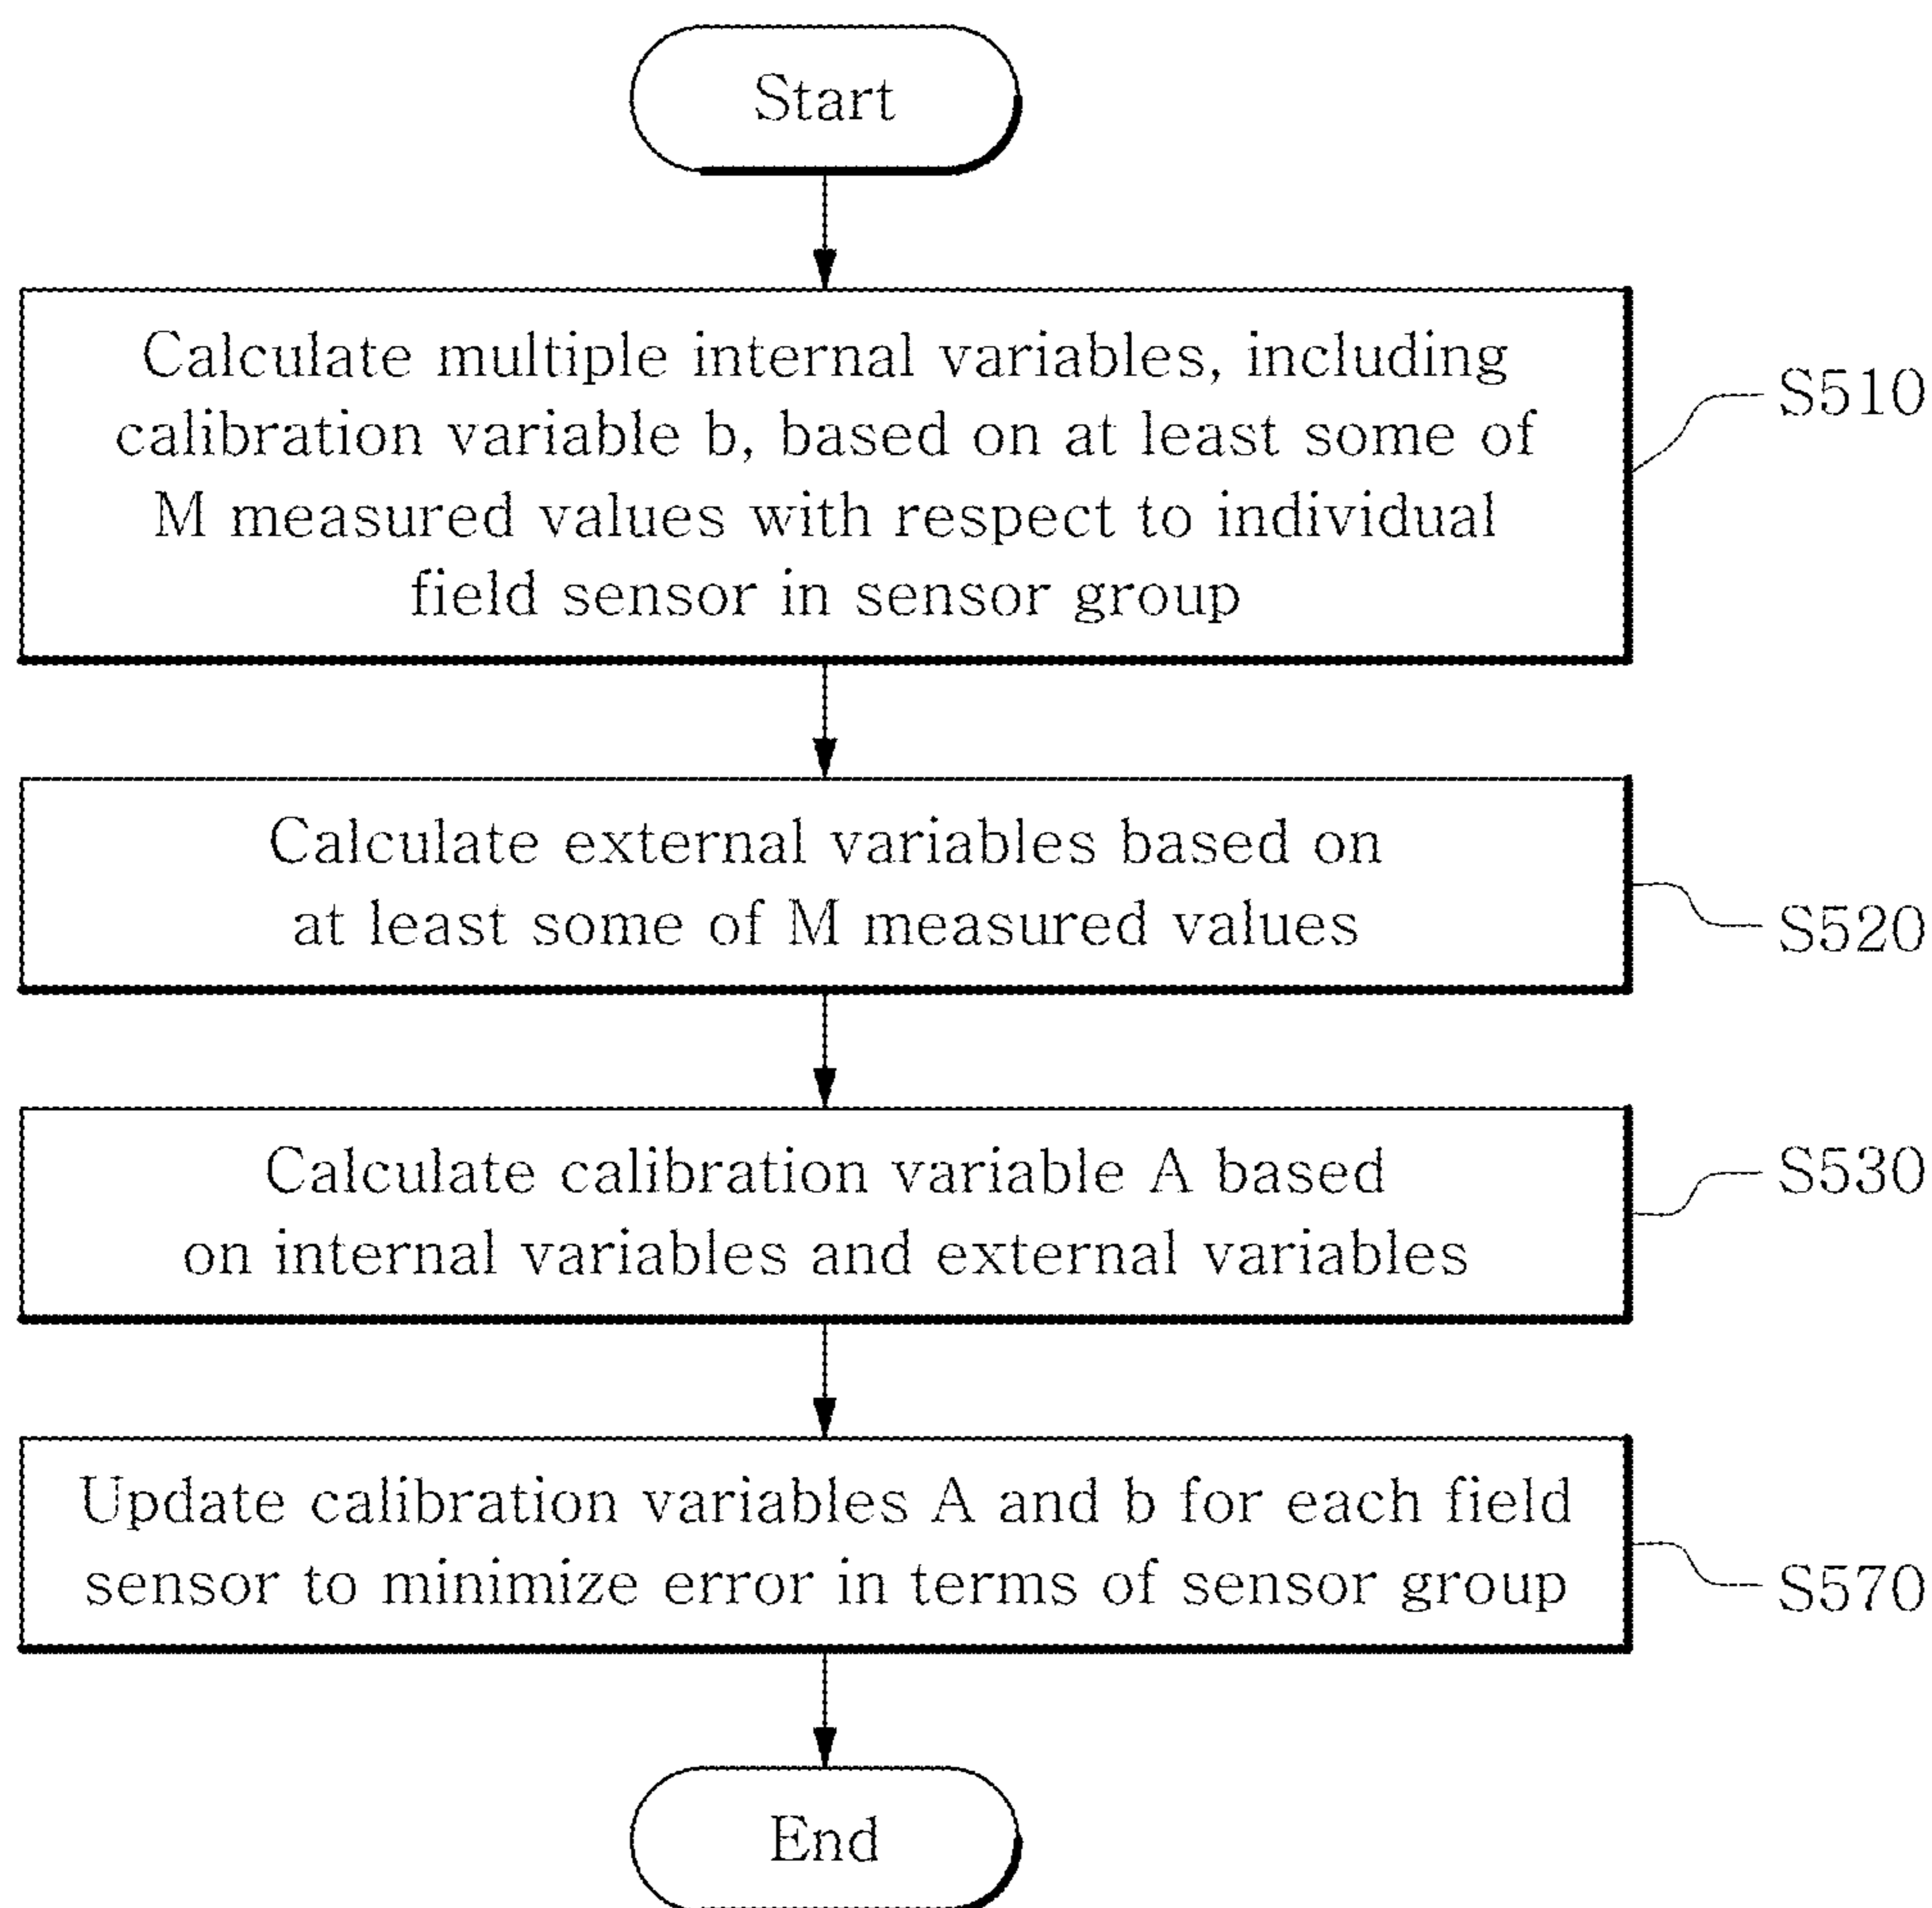 Start
Calculate multiple internal variables, including
calibration variable b, based on at least some of
M measured values with respect to individual
field sensor in sensor group
S510
Calculate external variables based on
at least some of M measured values
S520
Calculate calibration variable A based
on internal variables and external variables
S530
Update calibration variables A and b for each field
sensor to minimize error in terms of sensor group
S570
End